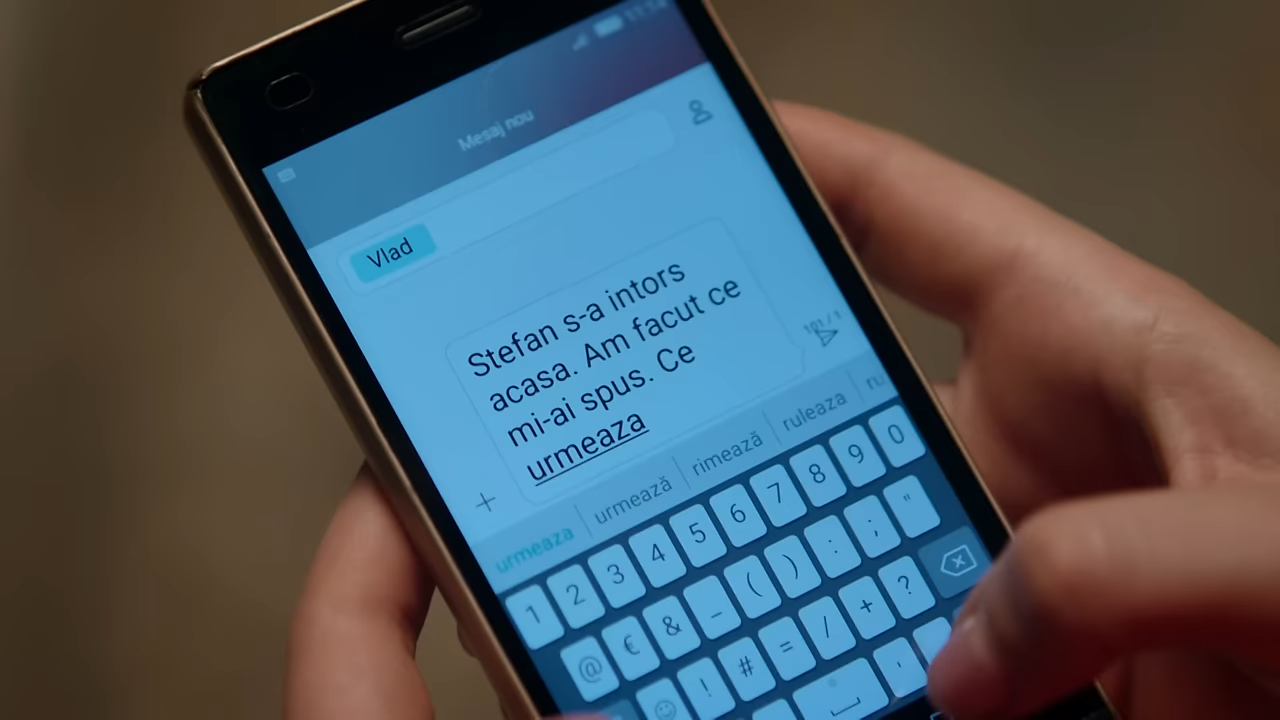 Mesaj nou
Vlad
Stefan s-a intors
acasa. Am facut ce
mi-ai spus. Ce
urmeaza
urmeaza urmează rimează ruleaza ru
1 2 3 4 5 6 7 8 9 0
@ € & _ ( ) : ; "
! # = / + ?
'